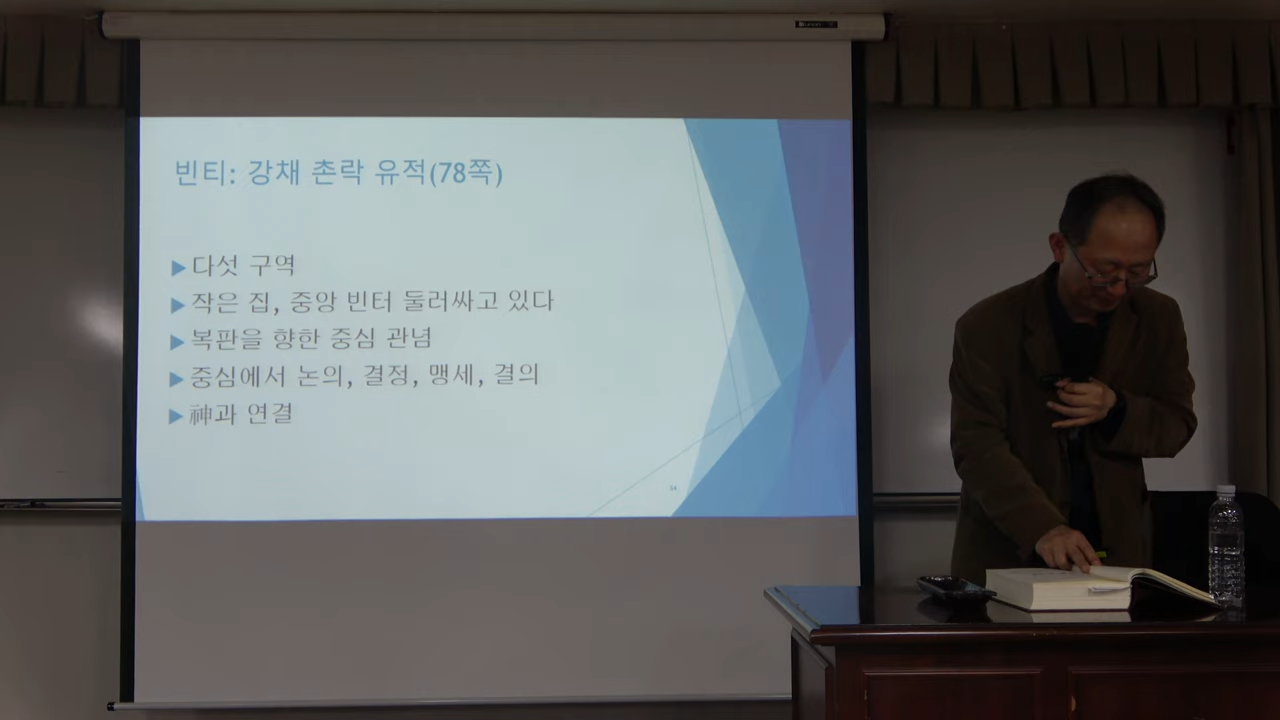 빈티: 강채 촌락 유적(78쪽)
다섯 구역
작은 집, 중앙 빈터 둘러싸고 있다
복판을 향한 중심 관념
중심에서 논의, 결정, 맹세, 결의
神과 연결